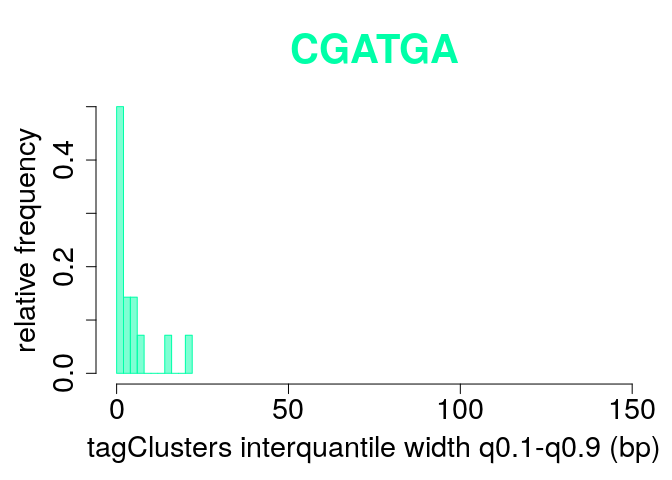 CGATGA
relative frequency
0.4
0.2
0.0
0 50 100 150
tagClusters interquantile width q0.1-q0.9 (bp)